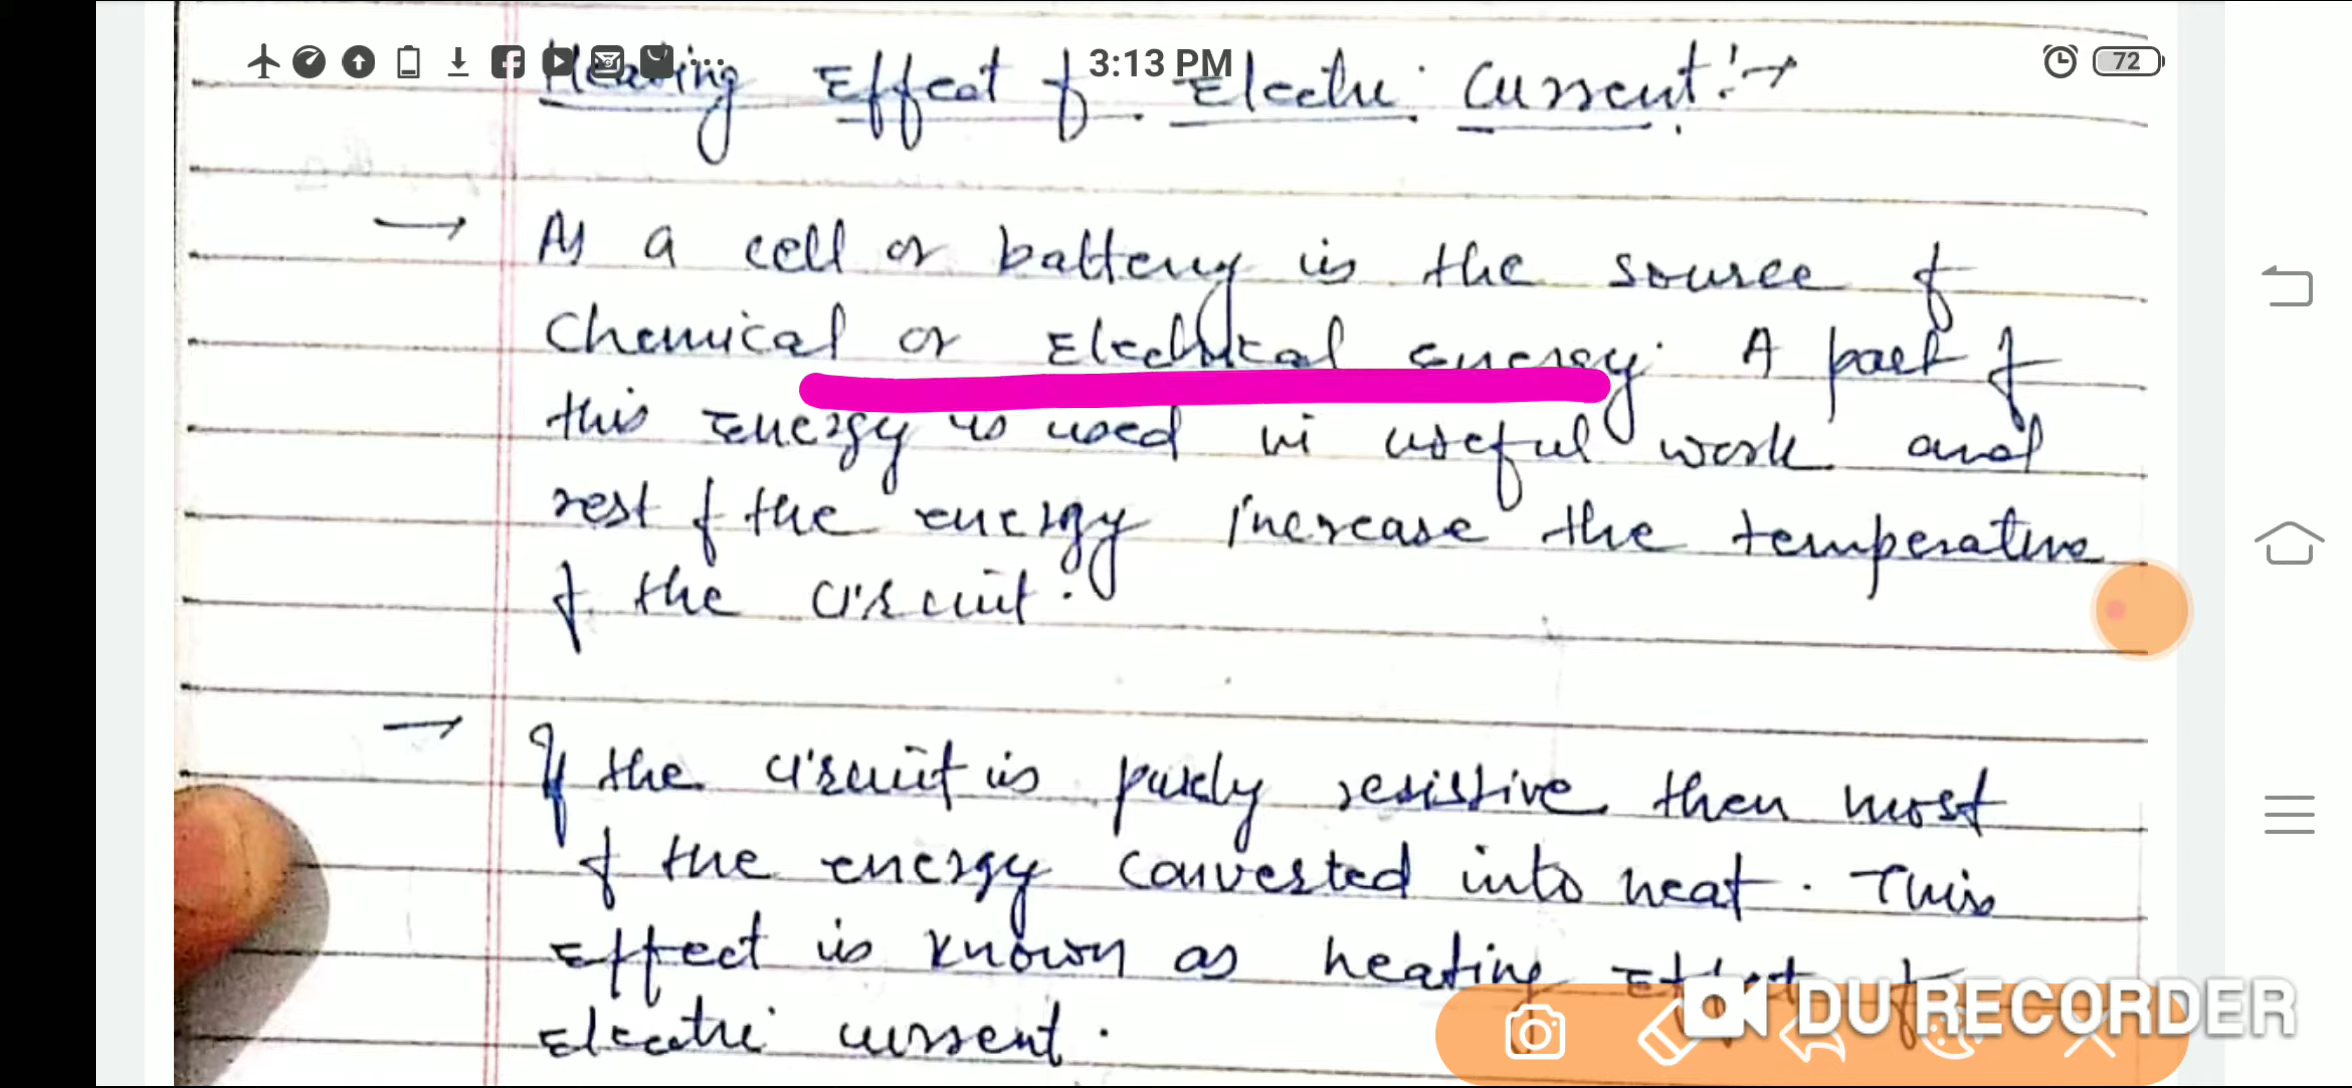 3:13 PM
72
Heating Effect of Electric Current:→
→ As a cell or battery is the source of
Chemical or Electrical energy. A part of
this Energy is used in useful work and
rest of the energy increase the temperature
of the circuit.
→ If the circuit is purely resistive then most
of the energy converted into heat. This
Effect is known as heating Effect of
Electric current.
DU RECORDER